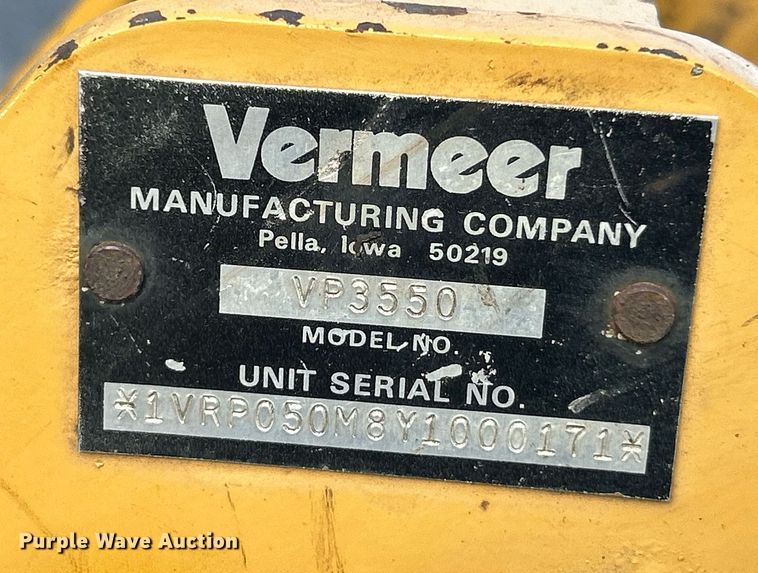 Vermeer
MANUFACTURING COMPANY
Pella, Iowa 50219
VP3550
MODEL NO.
UNIT SERIAL NO.
*1VRP050M8Y1000171*
Purple Wave Auction